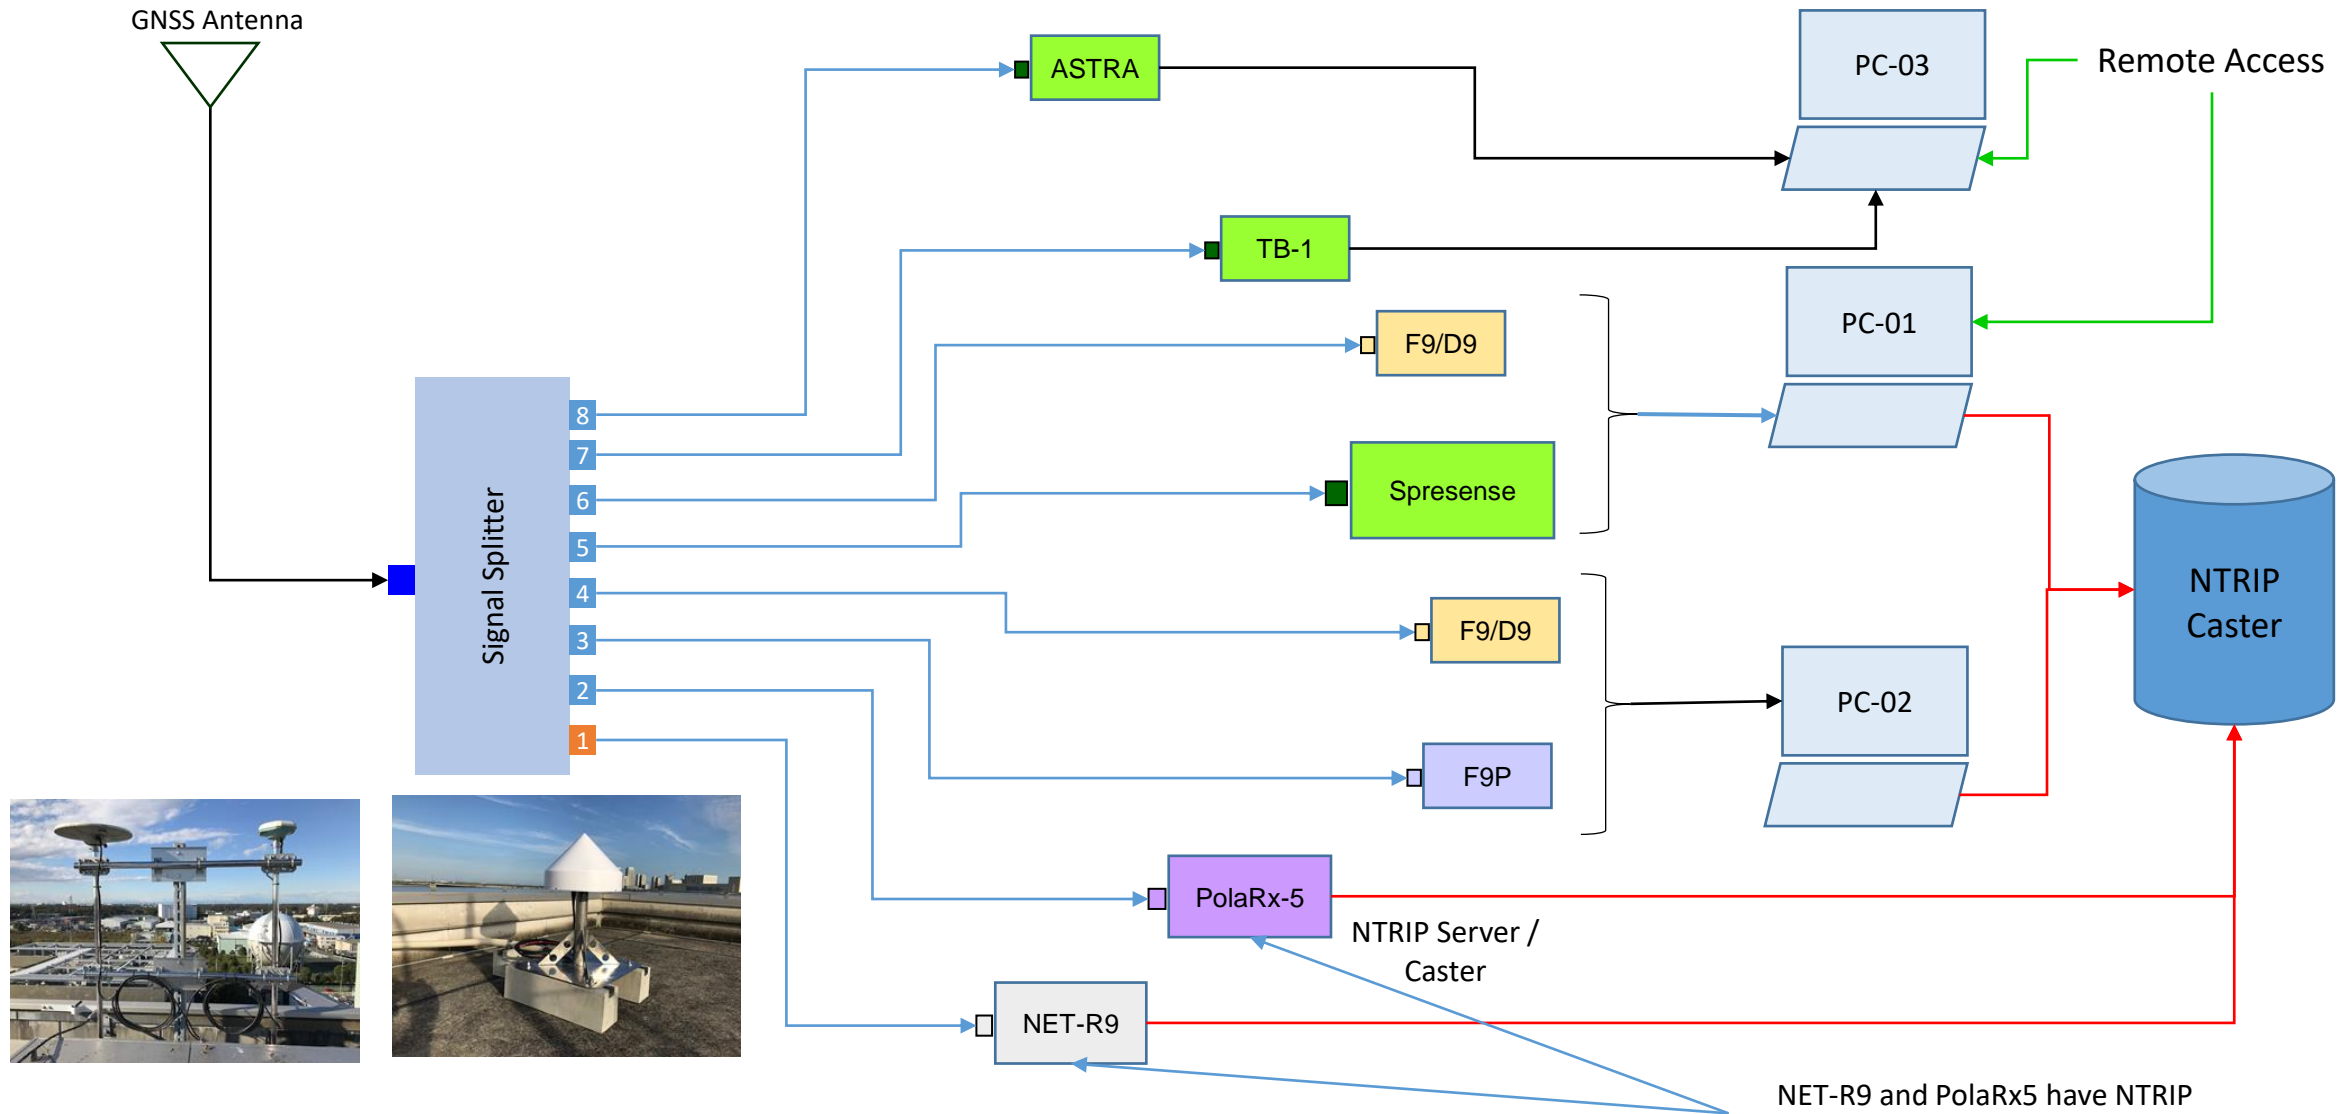 GNSS Antenna
ASTRA
PC-03
Remote Access
TB-1
PC-01
F9/D9
8
7
6
5
4
3
2
1
Signal Splitter
Spresense
NTRIP
Caster
F9/D9
PC-02
F9P
PolaRx-5
NTRIP Server /
Caster
NET-R9
NET-R9 and PolaRx5 have NTRIP